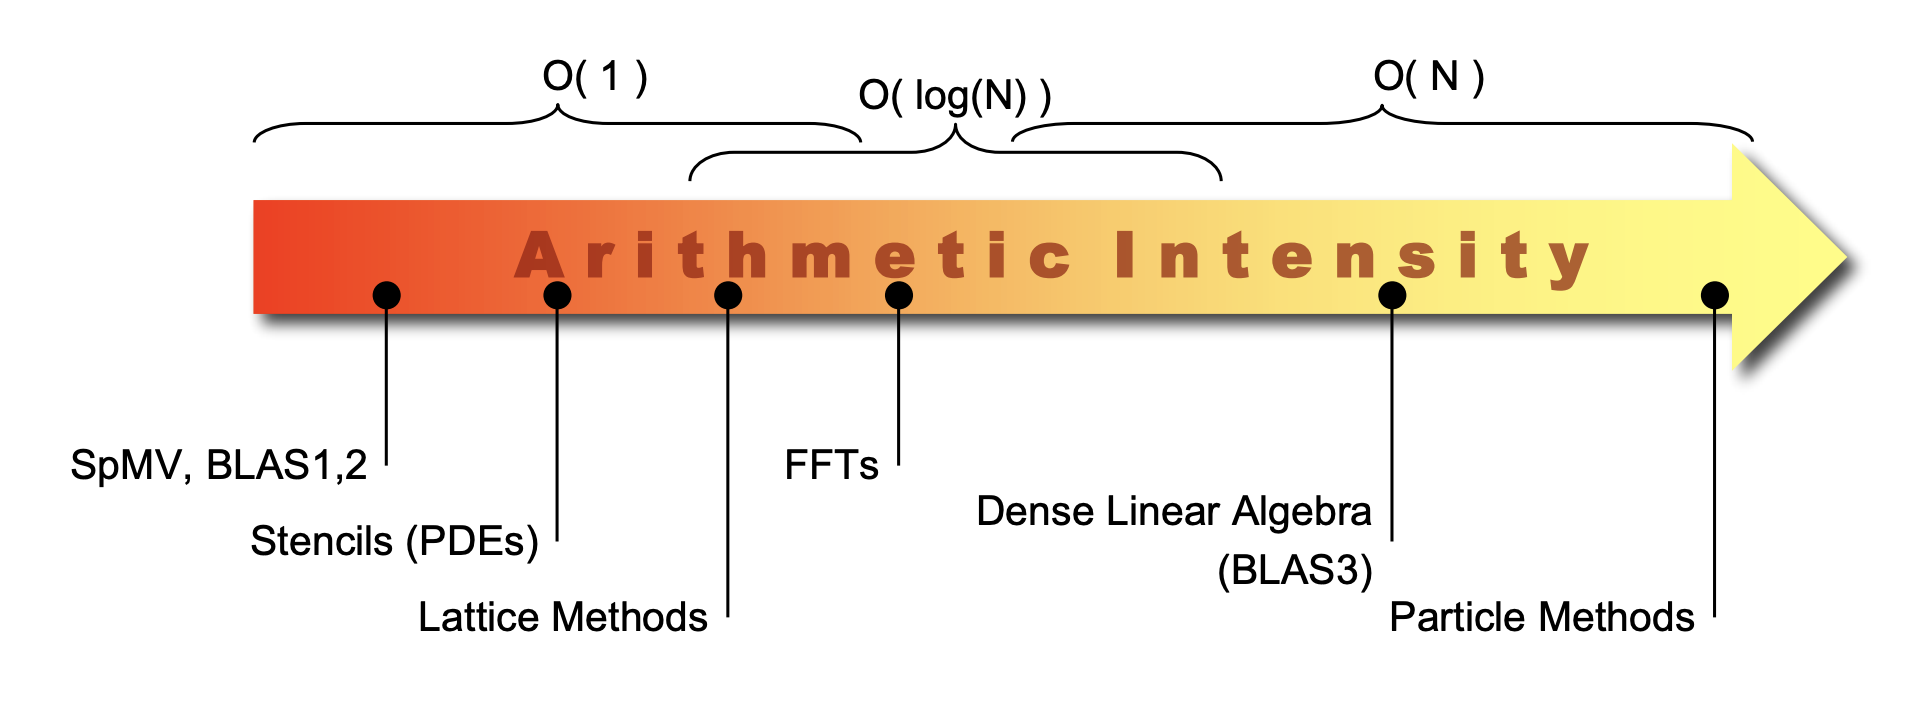 O( 1 )
O( log(N) )
O( N )
Arithmetic Intensity
SpMV, BLAS1,2
FFTs
Dense Linear Algebra
(BLAS3)
Stencils (PDEs)
Lattice Methods
Particle Methods